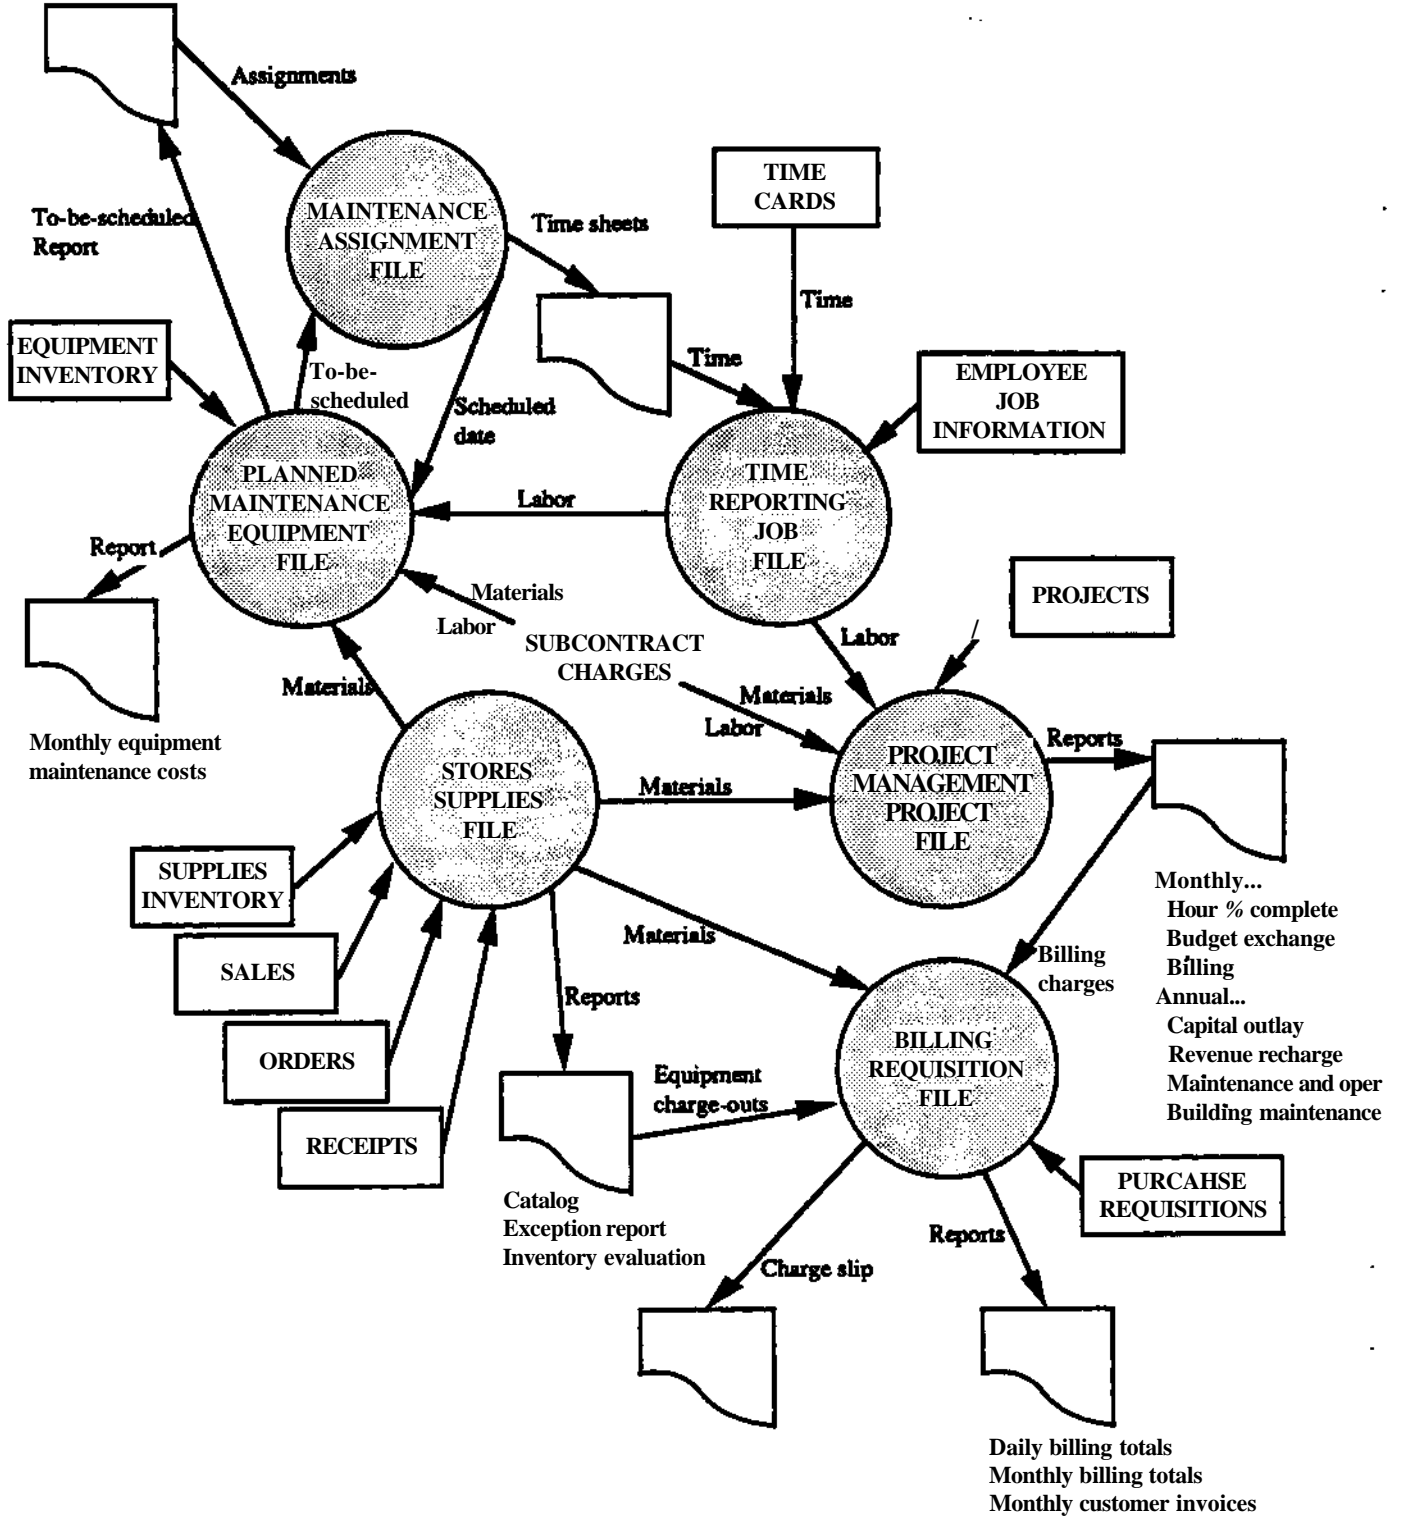 Assignments
To-be-scheduled
Report
MAINTENANCE
ASSIGNMENT
FILE
Time sheets
TIME
CARDS
Time
EQUIPMENT
INVENTORY
To-be-
scheduled
Scheduled
date
Time
EMPLOYEE
JOB
INFORMATION
PLANNED
MAINTENANCE
EQUIPMENT
FILE
Labor
TIME
REPORTING
JOB
FILE
Report
Materials
Labor
SUBCONTRACT
CHARGES
Labor
PROJECTS
Monthly equipment
maintenance costs
Materials
Materials
Labor
STORES
SUPPLIES
FILE
Materials
PROJECT
MANAGEMENT
PROJECT
FILE
Reports
SUPPLIES
INVENTORY
SALES
ORDERS
RECEIPTS
Materials
Reports
Billing
charges
Monthly...
Hour % complete
Budget exchange
Billing
Annual...
Capital outlay
Revenue recharge
Maintenance and oper
Building maintenance
Equipment
charge-outs
BILLING
REQUISITION
FILE
Catalog
Exception report
Inventory evaluation
PURCAHSE
REQUISITIONS
Charge slip
Reports
Daily billing totals
Monthly billing totals
Monthly customer invoices